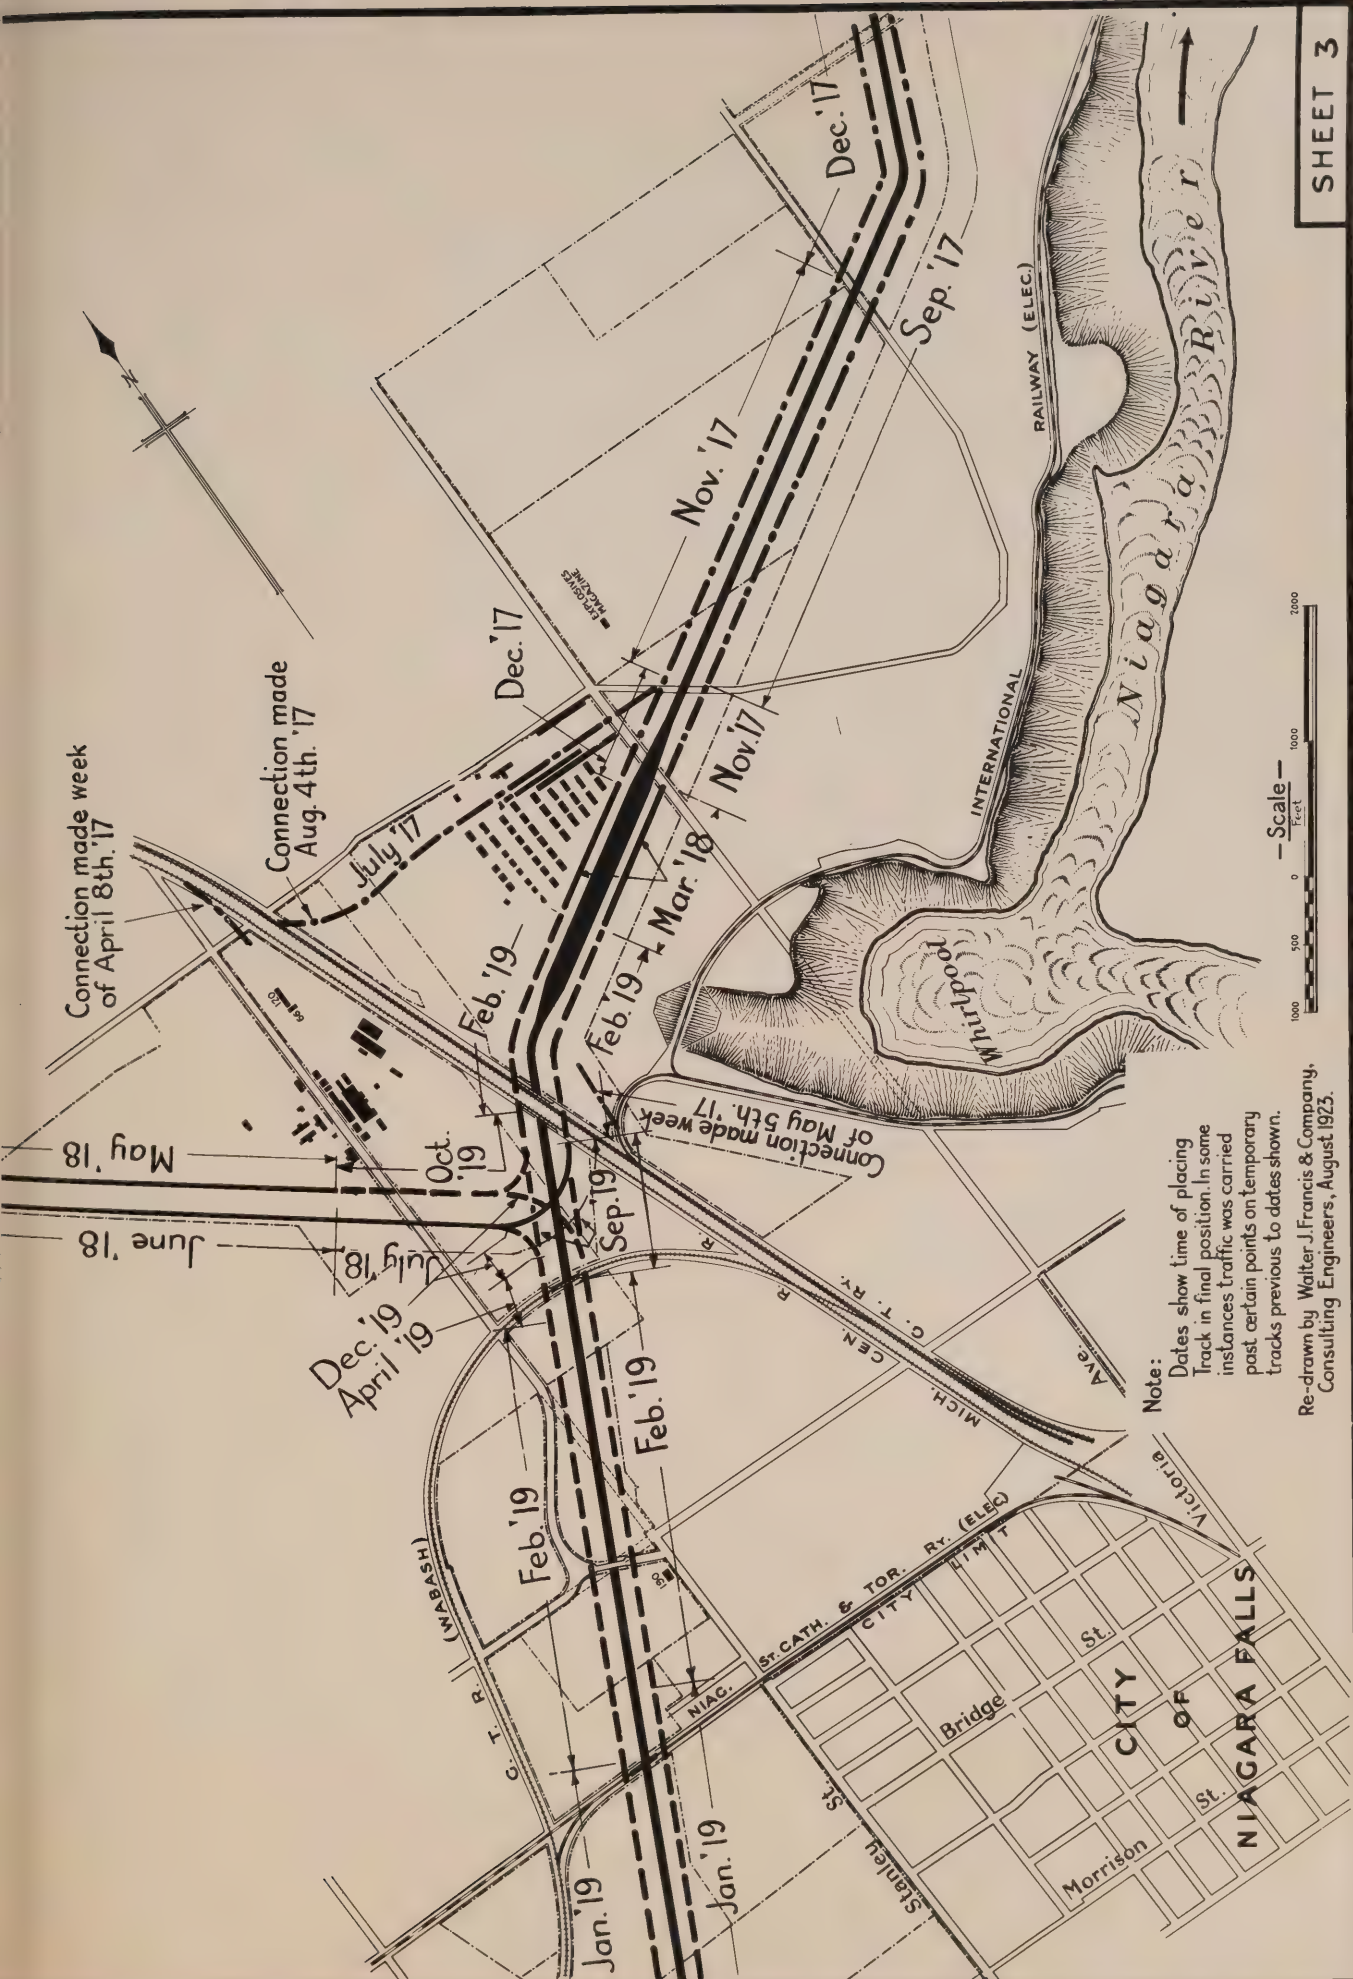 SHEET 3
N
Connection made week
of April 8th.'17
Connection made
Aug. 4th. '17
July '17
Dec. '17
EXPLOSIVES
MAGAZINE
Nov. '17
Dec. '17
Sep. '17
Nov. '17
Mar. '18
Feb. '19
Feb. '19
66
120
May '18
June '18
Oct.
'19
July '18
Sep. '19
Dec. '19
April '19
Connection made week
of May 5th. '17
Feb. '19
Feb. '19
Jan. '19
Jan. '19
190
RAILWAY (ELEC.)
INTERNATIONAL
Niagara River
Whirlpool
G. T. R. (WABASH)
MICH. CEN. R R
G. T. RY.
NIAG. ST. CATH. & TOR. RY. (ELEC)
CITY LIMIT
Victoria Ave.
Stanley St.
Bridge St.
Morrison St.
CITY
OF
NIAGARA FALLS
— Scale —
Feet
1000 500 0 1000 2000
Note:
Dates show time of placing
Track in final position. In some
instances traffic was carried
past certain points on temporary
tracks previous to dates shown.
Re-drawn by Walter J. Francis & Company,
Consulting Engineers, August 1923.